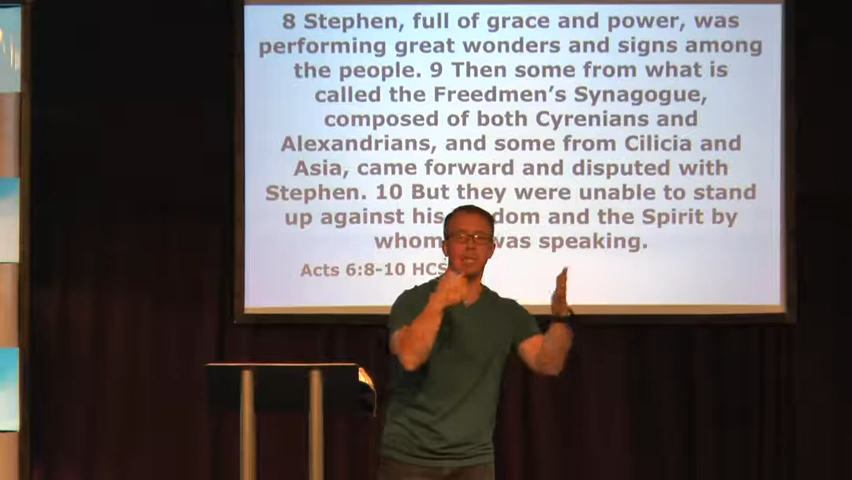 8 Stephen, full of grace and power, was
performing great wonders and signs among
the people. 9 Then some from what is
called the Freedmen's Synagogue,
composed of both Cyrenians and
Alexandrians, and some from Cilicia and
Asia, came forward and disputed with
Stephen. 10 But they were unable to stand
up against his dom and the Spirit by
whom was speaking.
Acts 6:8-10 HCS